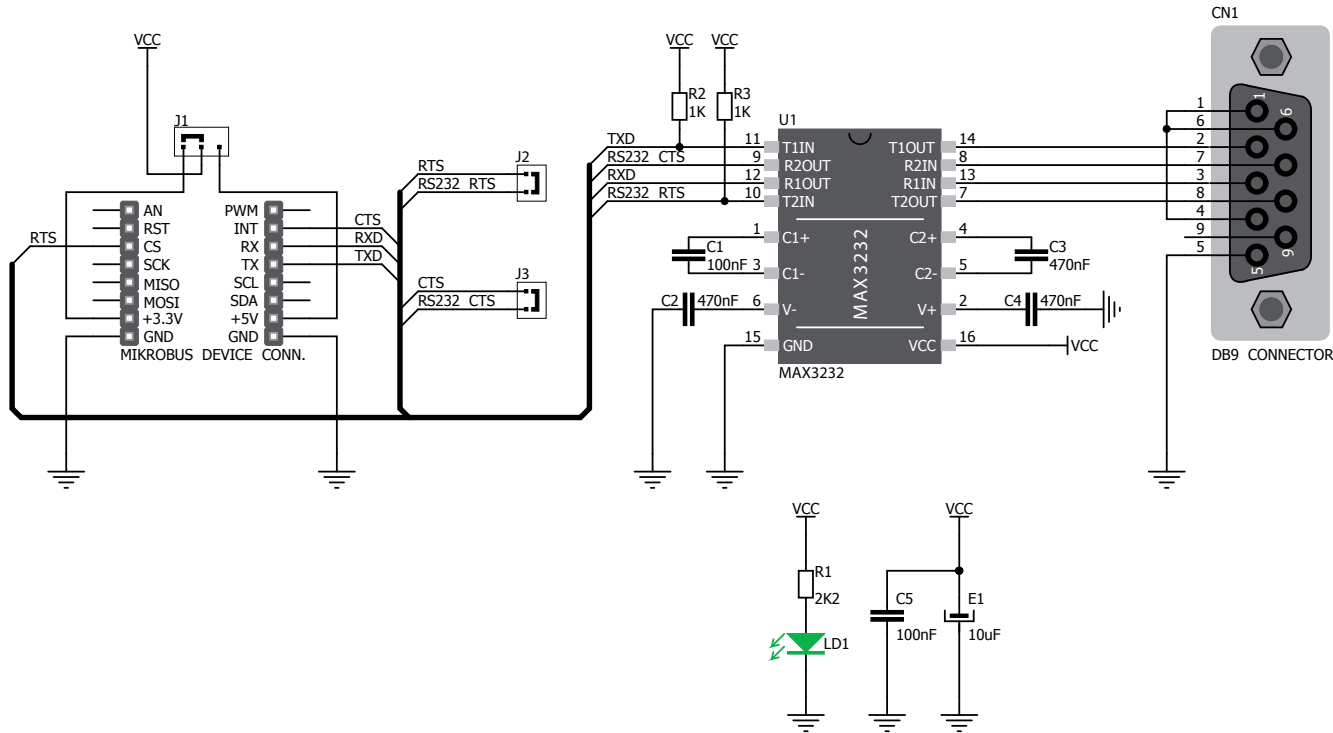 CN1
VCC
VCC
VCC
J1
R2
1K
R3
1K
U1
J2
RTS
RS232 RTS
J3
CTS
RS232 CTS
RTS
CTS
RXD
TXD
AN
RST
CS
SCK
MISO
MOSI
+3.3V
GND
PWM
INT
RX
TX
SCL
SDA
+5V
GND
MIKROBUS DEVICE CONN.
TXD
RS232 CTS
RXD
RS232 RTS
11
9
12
10
1
3
6
15
T1IN
R2OUT
R1OUT
T2IN
C1+
C1-
V-
GND
MAX3232
T1OUT
R2IN
R1IN
T2OUT
C2+
C2-
V+
VCC
14
8
13
7
4
5
2
16
MAX3232
C1
100nF
C2
470nF
C3
470nF
C4
470nF
VCC
1
6
2
7
3
8
4
9
5
1
6
5
9
DB9 CONNECTOR
VCC
R1
2K2
LD1
VCC
C5
100nF
E1
10uF